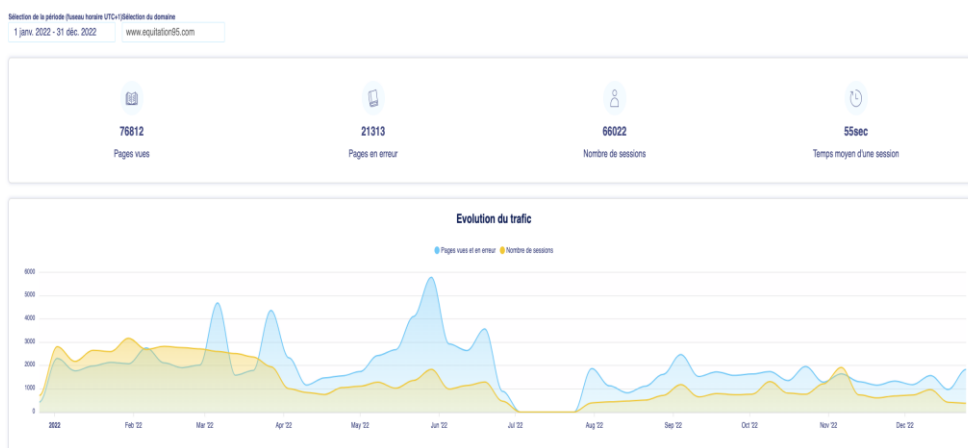 Sélection de la période (fuseau horaire UTC+1)Sélection du domaine
1 janv. 2022 - 31 déc. 2022 www.equitation95.com
76812 21313 66022 55sec
Pages vues Pages en erreur Nombre de sessions Temps moyen d'une session
Evolution du trafic
Pages vues et en erreur Nombre de sessions
6000
5000
4000
3000
2000
1000
0
2022 Feb '22 Mar '22 Apr '22 May '22 Jun '22 Jul '22 Aug '22 Sep '22 Oct '22 Nov '22 Dec '22